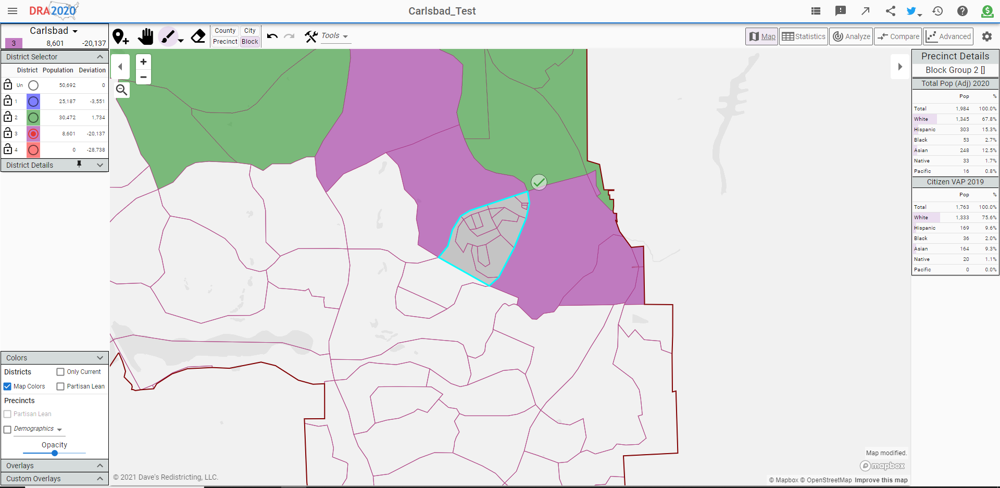 DRA2020
Carlsbad_Test
Carlsbad
3 8,601 -20,137
County City
Precinct Block
Tools
Map Statistics Analyze Compare Advanced
District Selector
District Population Deviation
Un 50,692 0
1 25,187 -3,551
2 30,472 1,734
3 8,601 -20,137
4 0 -28,738
District Details
Colors
Districts Only Current
Map Colors Partisan Lean
Precincts
Partisan Lean
Demographics
Opacity
Overlays
Custom Overlays
+
−
© 2021 Dave's Redistricting, LLC.
Map modified.
mapbox
© Mapbox © OpenStreetMap Improve this map
Precinct Details
Block Group 2 []
Total Pop (Adj) 2020
Pop %
Total 1,984 100.0%
White 1,345 67.8%
Hispanic 303 15.3%
Black 53 2.7%
Asian 248 12.5%
Native 33 1.7%
Pacific 16 0.8%
Citizen VAP 2019
Pop %
Total 1,763 100.0%
White 1,333 75.6%
Hispanic 169 9.6%
Black 36 2.0%
Asian 164 9.3%
Native 20 1.1%
Pacific 0 0.0%